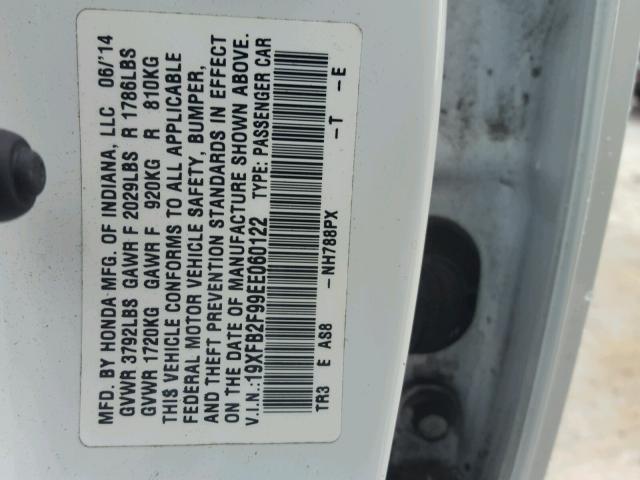 MFD. BY HONDA MFG. OF INDIANA, LLC 06/'14
GVWR 3792LBS GAWR F 2029LBS R 1786LBS
GVWR 1720KG GAWR F 920KG R 810KG
THIS VEHICLE CONFORMS TO ALL APPLICABLE
FEDERAL MOTOR VEHICLE SAFETY, BUMPER,
AND THEFT PREVENTION STANDARDS IN EFFECT
ON THE DATE OF MANUFACTURE SHOWN ABOVE.
V.I.N.:19XFB2F99EE060122 TYPE: PASSENGER CAR
TR3 E AS8 -NH788PX -T -E